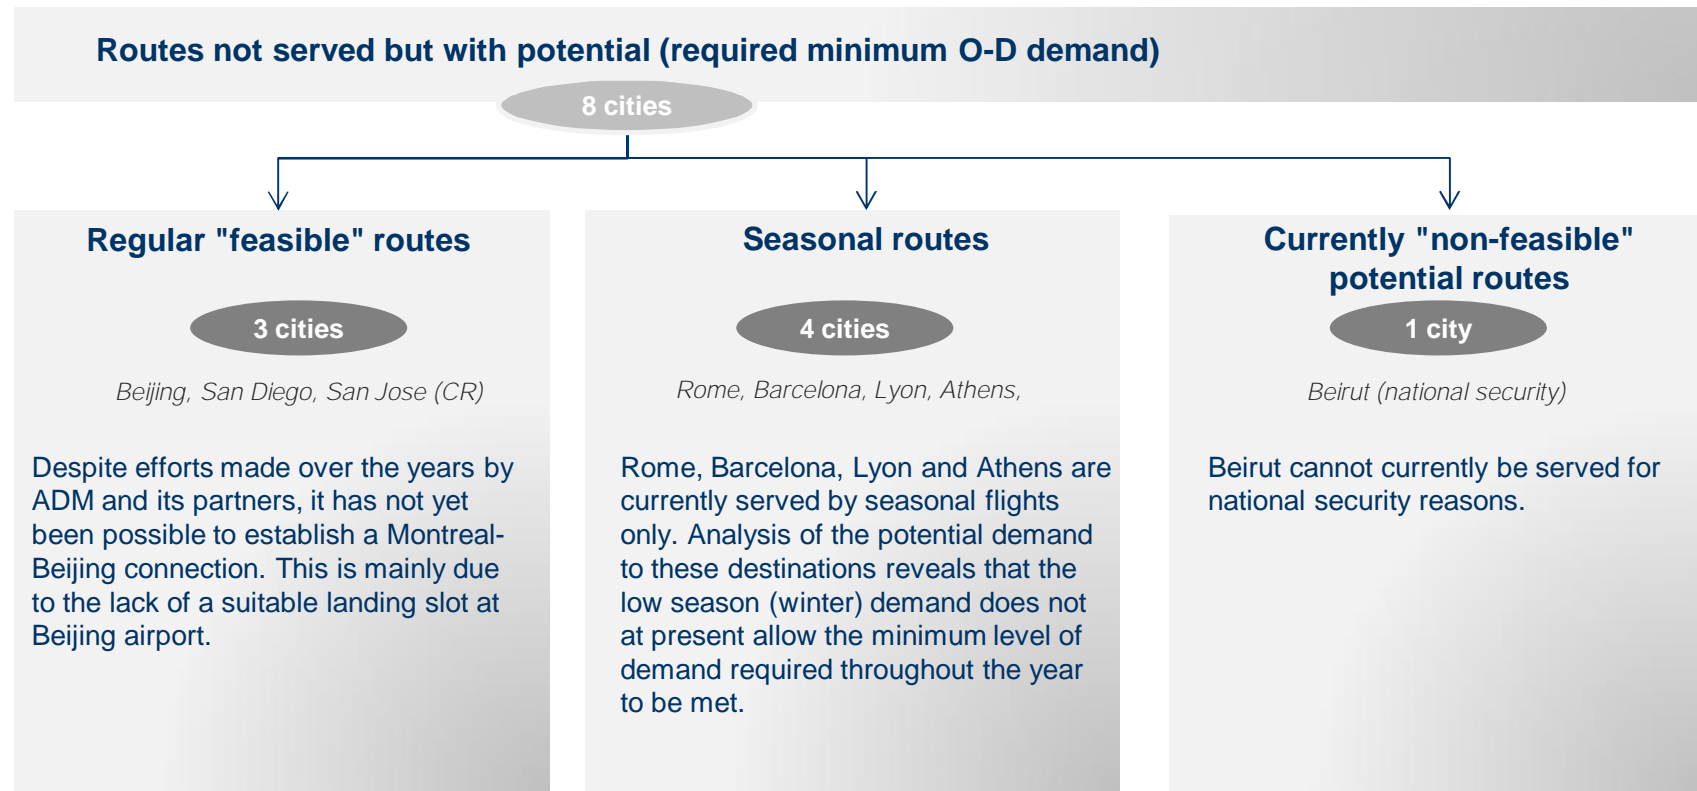 Routes not served but with potential (required minimum O-D demand)
8 cities
Regular "feasible" routes
3 cities
Beijing, San Diego, San Jose (CR)
Despite efforts made over the years by
ADM and its partners, it has not yet
been possible to establish a Montreal-
Beijing connection. This is mainly due
to the lack of a suitable landing slot at
Beijing airport.
Seasonal routes
4 cities
Rome, Barcelona, Lyon, Athens,
Rome, Barcelona, Lyon and Athens are
currently served by seasonal flights
only. Analysis of the potential demand
to these destinations reveals that the
low season (winter) demand does not
at present allow the minimum level of
demand required throughout the year
to be met.
Currently "non-feasible"
potential routes
1 city
Beirut (national security)
Beirut cannot currently be served for
national security reasons.